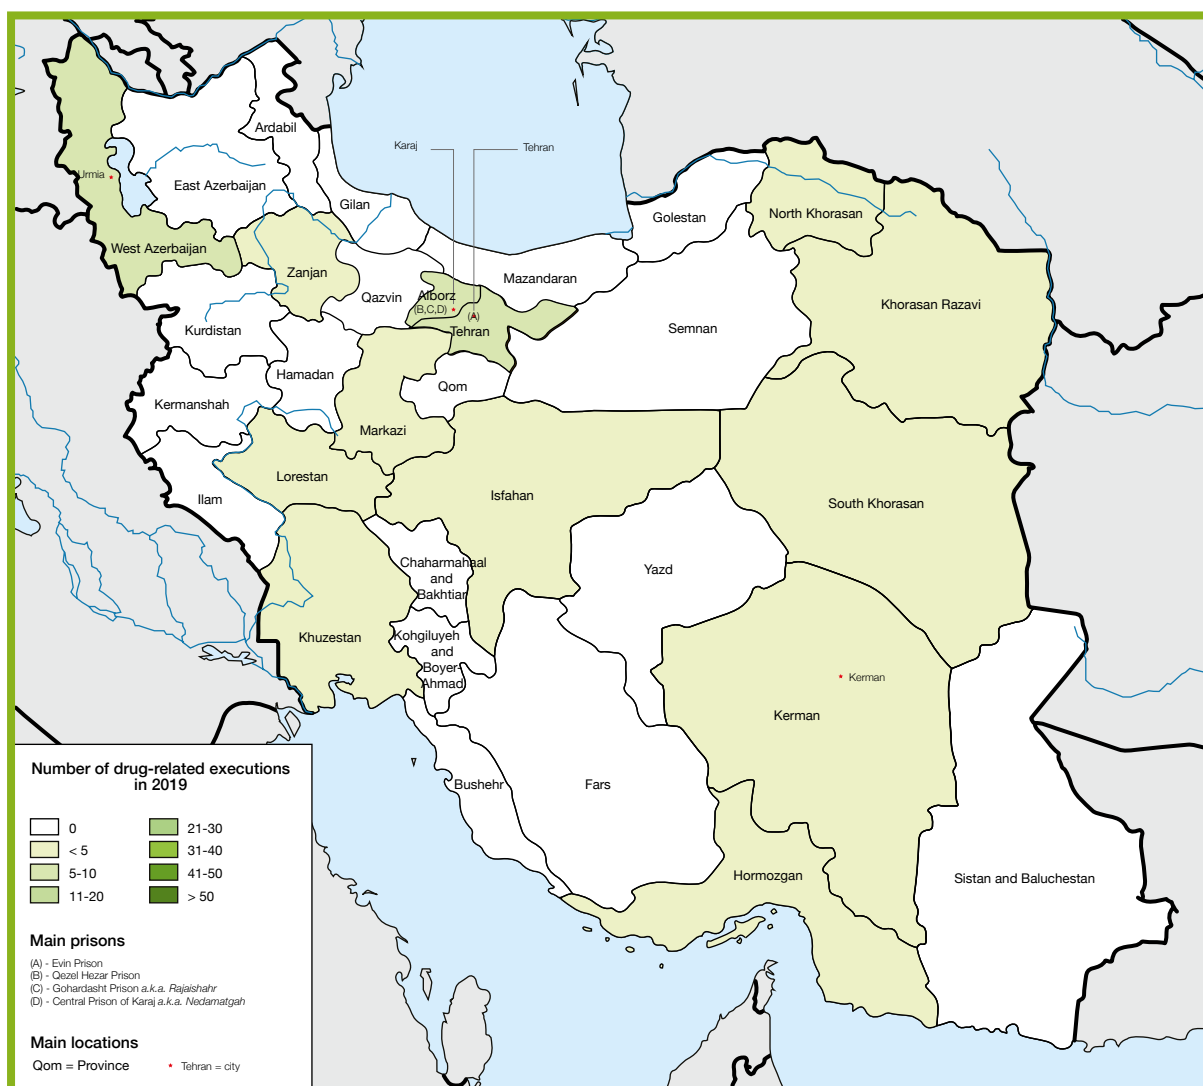 Karaj
Tehran
Ardabil
Urmia
East Azerbaijan
Gilan
Golestan
North Khorasan
West Azerbaijan
Zanjan
Mazandaran
Qazvin
Alborz
(B,C,D)
(A)
Tehran
Khorasan Razavi
Kurdistan
Semnan
Hamadan
Qom
Kermanshah
Markazi
Lorestan
Ilam
Isfahan
South Khorasan
Chaharmahaal
and
Bakhtiari
Yazd
Khuzestan
Kohgiluyeh
and
Boyer-
Ahmad
Kerman
Kerman
Bushehr
Fars
Hormozgan
Sistan and Baluchestan
Number of drug-related executions
in 2019
0
< 5
5-10
11-20
21-30
31-40
41-50
> 50
Main prisons
(A) - Evin Prison
(B) - Qezel Hezar Prison
(C) - Gohardasht Prison a.k.a. Rajaishahr
(D) - Central Prison of Karaj a.k.a. Nedamatgah
Main locations
Qom = Province
Tehran = city